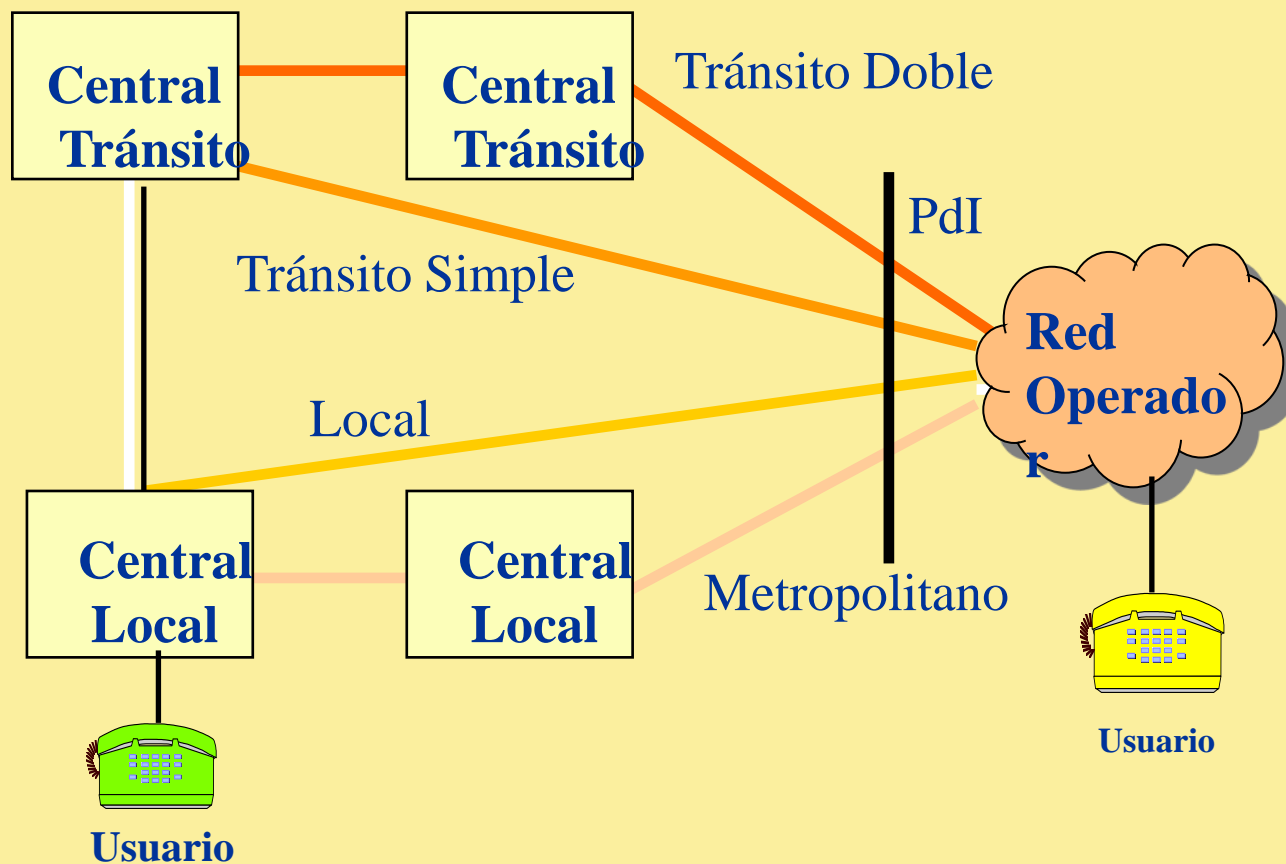 Central
Tránsito
Central
Tránsito
Tránsito Doble
PdI
Tránsito Simple
Red
Operado
r
Local
Central
Local
Central
Local
Metropolitano
Usuario
Usuario